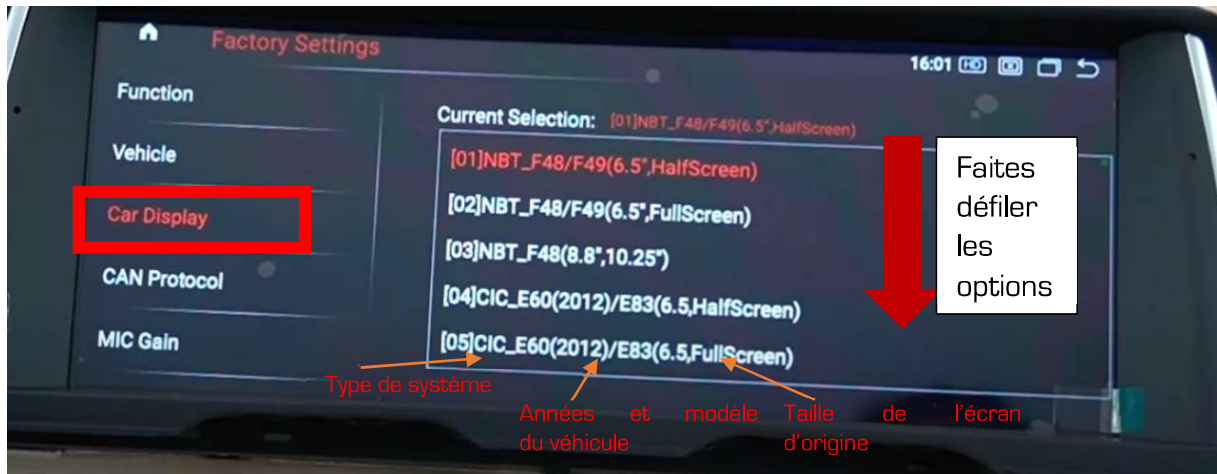 Factory Settings
16:01 HD
Function
Vehicle
Car Display
CAN Protocol
MIC Gain
Current Selection: [01]NBT_F48/F49(6.5",HalfScreen)
[01]NBT_F48/F49(6.5",HalfScreen)
[02]NBT_F48/F49(6.5",FullScreen)
[03]NBT_F48(8.8",10.25")
[04]CIC_E60(2012)/E83(6.5,HalfScreen)
[05]CIC_E60(2012)/E83(6.5,FullScreen)
Faites
défiler
les
options
Type de système
Années et modèle
du véhicule
Taille de l'écran
d'origine